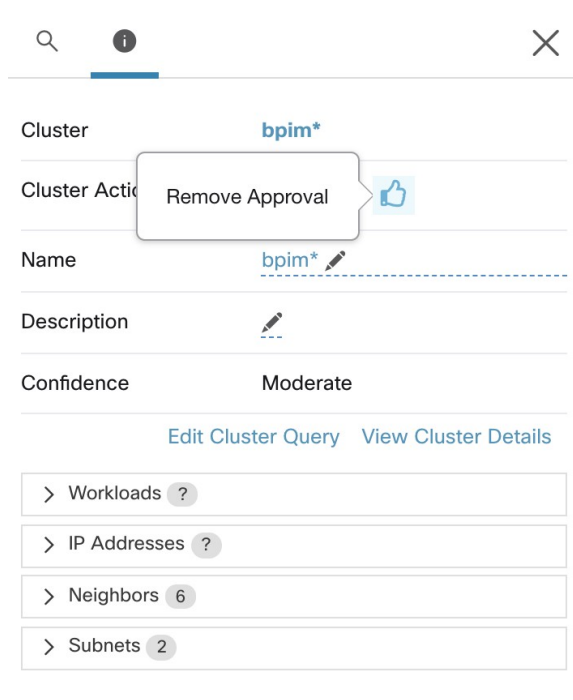 Cluster bpim*
Cluster Actio
Remove Approval
Name bpim*
Description
Confidence Moderate
Edit Cluster Query View Cluster Details
Workloads ?
IP Addresses ?
Neighbors 6
Subnets 2